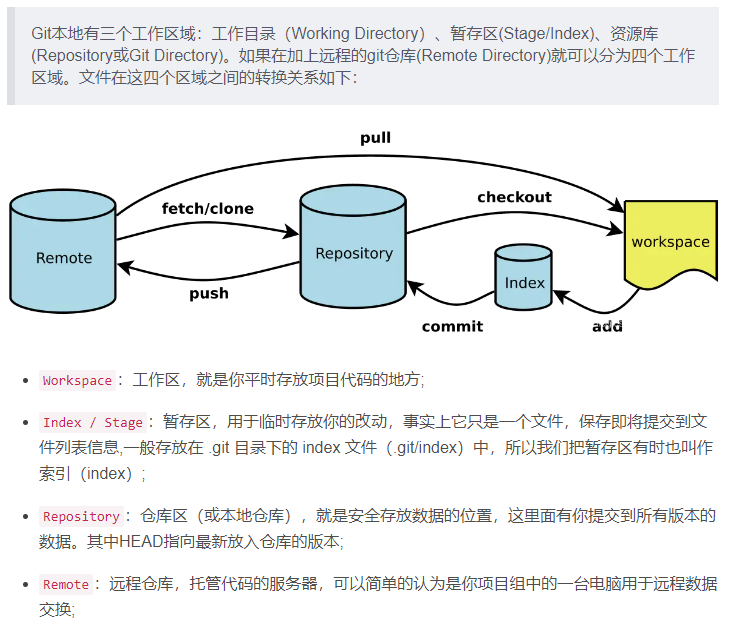 Git本地有三个工作区域：工作目录（Working Directory）、暂存区(Stage/Index)、资源库
(Repository或Git Directory)。如果在加上远程的git仓库(Remote Directory)就可以分为四个工作
区域。文件在这四个区域之间的转换关系如下：
pull
fetch/clone
checkout
Remote
Repository
workspace
Index
push
commit
add
Workspace：工作区，就是你平时存放项目代码的地方;
Index / Stage：暂存区，用于临时存放你的改动，事实上它只是一个文件，保存即将提交到文
件列表信息,一般存放在 .git 目录下的 index 文件（.git/index）中，所以我们把暂存区有时也叫作
索引（index）;
Repository：仓库区（或本地仓库），就是安全存放数据的位置，这里面有你提交到所有版本的
数据。其中HEAD指向最新放入仓库的版本;
Remote：远程仓库，托管代码的服务器，可以简单的认为是你项目组中的一台电脑用于远程数据
交换;